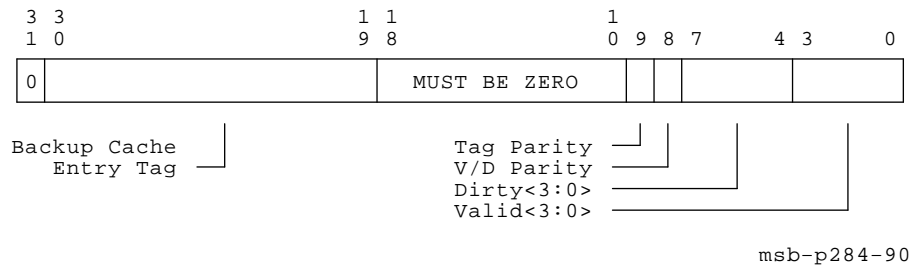 3 3 1 1 1
1 0 9 8 0 9 8 7 4 3 0
0 MUST BE ZERO
Backup Cache Tag Parity
Entry Tag V/D Parity
Dirty<3:0>
Valid<3:0>
msb-p284-90